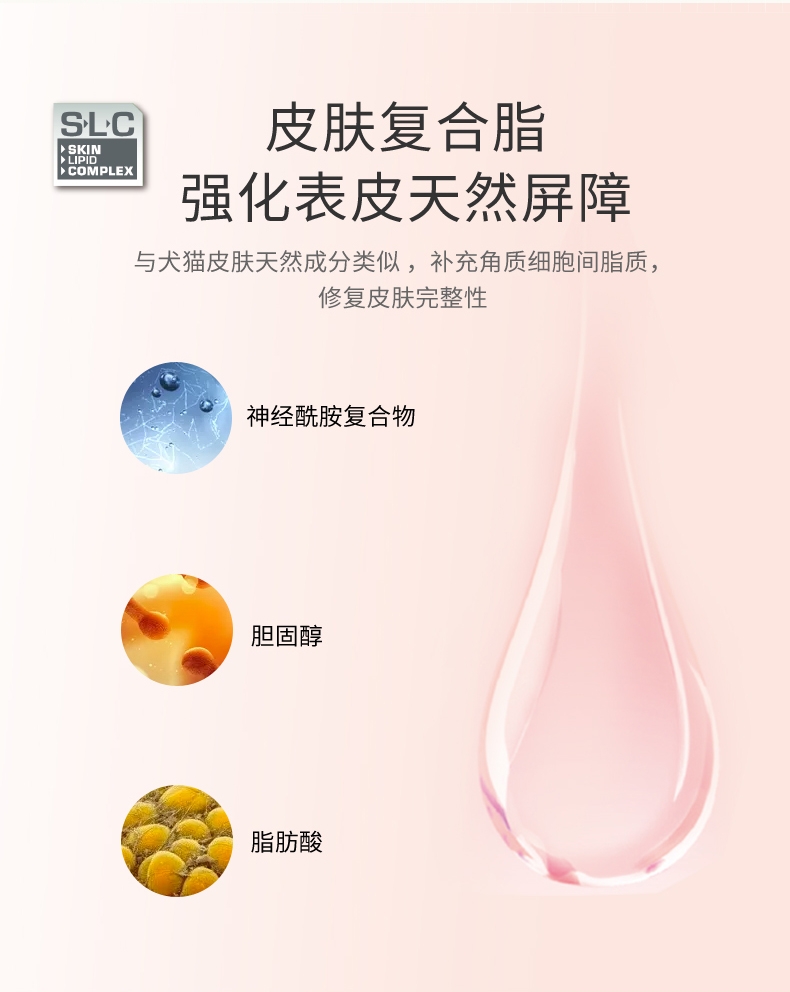 SLC
SKIN
LIPID
COMPLEX
皮肤复合脂
强化表皮天然屏障
与犬猫皮肤天然成分类似，补充角质细胞间脂质，
修复皮肤完整性
神经酰胺复合物
胆固醇
脂肪酸